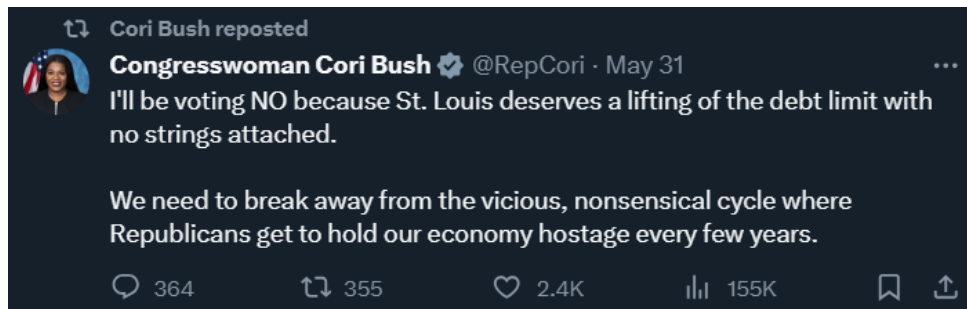 Cori Bush reposted
Congresswoman Cori Bush @RepCori · May 31
I'll be voting NO because St. Louis deserves a lifting of the debt limit with
no strings attached.
We need to break away from the vicious, nonsensical cycle where
Republicans get to hold our economy hostage every few years.
364 355 2.4K 155K